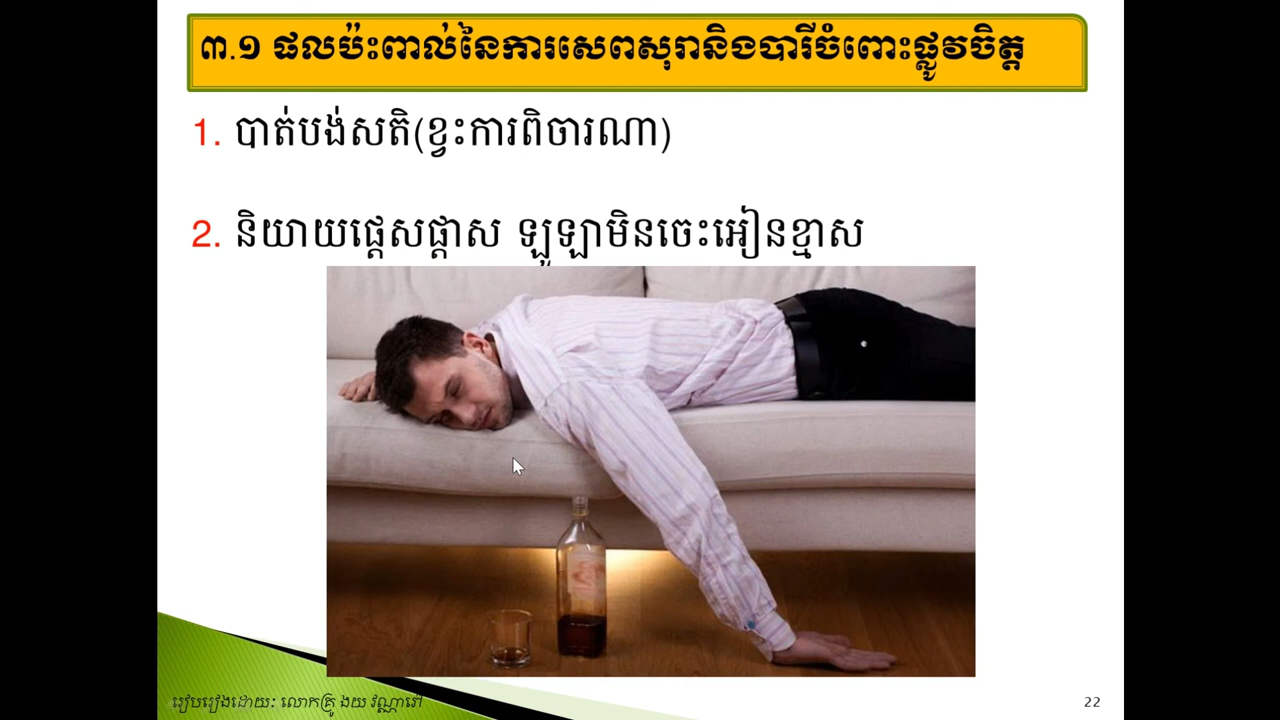 ៣.១ ផលប៉ះពាល់នៃការសេពសុរានិងបារីចំពោះផ្លូវចិត្ត
1. បាត់បង់សតិ(ខ្វះការពិចារណា)
2. និយាយផ្ដេសផ្ដាស ឡូឡាមិនចេះអៀនខ្មាស
រៀបរៀងដោយ: លោកគ្រូ ងយ វណ្ណារៅ
22